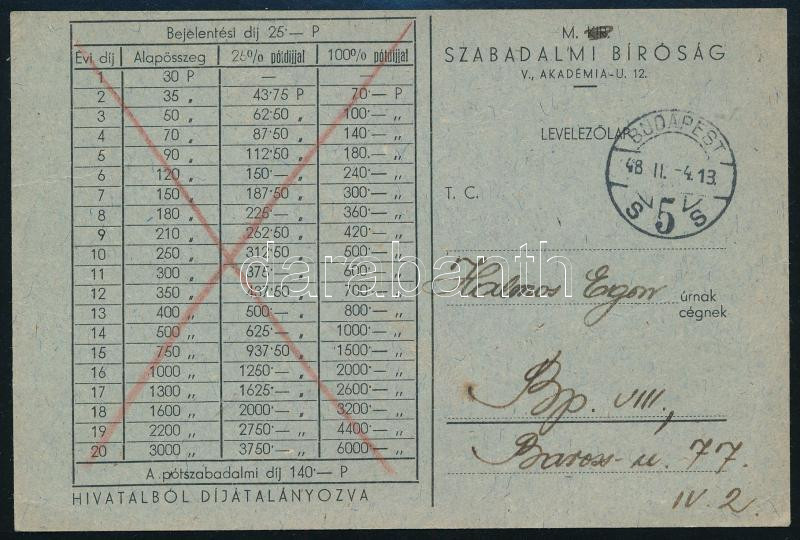 Bejelentési díj 25·— P
Évi díj Alapösszeg 25% pótdíjjal 100% pótdíjjal
1 30 P — —
2 35 „ 43·75 P 70·— P
3 50 „ 62·50 „ 100·— „
4 70 „ 87·50 „ 140·— „
5 90 „ 112·50 „ 180.— „
6 120 „ 150·— „ 240·— „
7 150 „ 187·50 „ 300·— „
8 180 „ 225·— „ 360·— „
9 210 „ 262·50 „ 420·— „
10 250 „ 312·50 „ 500·— „
11 300 „ 375·— „ 600·— „
12 350 „ 437·50 „ 700·— „
13 400 „ 500·— „ 800·— „
14 500 „ 625·— „ 1000·— „
15 750 „ 937·50 „ 1500·— „
16 1000 „ 1250·— „ 2000·— „
17 1300 „ 1625·— „ 2600·— „
18 1600 „ 2000·— „ 3200·— „
19 2200 „ 2750·— „ 4400·— „
20 3000 „ 3750·— „ 6000·— „
A pótszabadalmi díj 140·— P
HIVATALBÓL DÍJÁTALÁNYOZVA
M. KIR.
SZABADALMI BÍRÓSÁG
V., AKADÉMIA-U. 12.
LEVELEZŐLAP
BUDAPEST
48 II. -4. 13
5
T. C.
Halmos Egon úrnak
cégnek
Bp. VIII.,
Baross-u. 77.
IV. 2.
darabanth